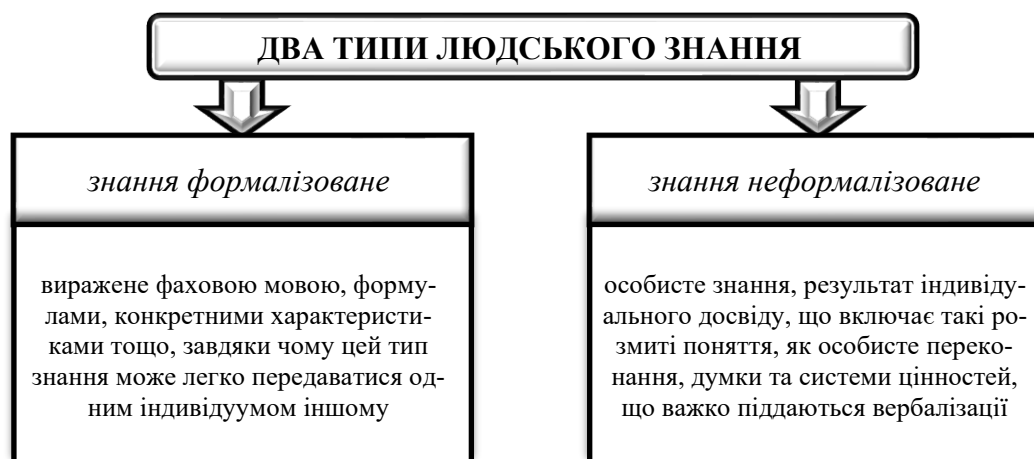 ДВА ТИПИ ЛЮДСЬКОГО ЗНАННЯ
знання формалізоване
виражене фаховою мовою, форму-
лами, конкретними характеристи-
ками тощо, завдяки чому цей тип
знання може легко передаватися од-
ним індивідуумом іншому
знання неформалізоване
особисте знання, результат індивіду-
ального досвіду, що включає такі ро-
змиті поняття, як особисте переко-
нання, думки та системи цінностей,
що важко піддаються вербалізації